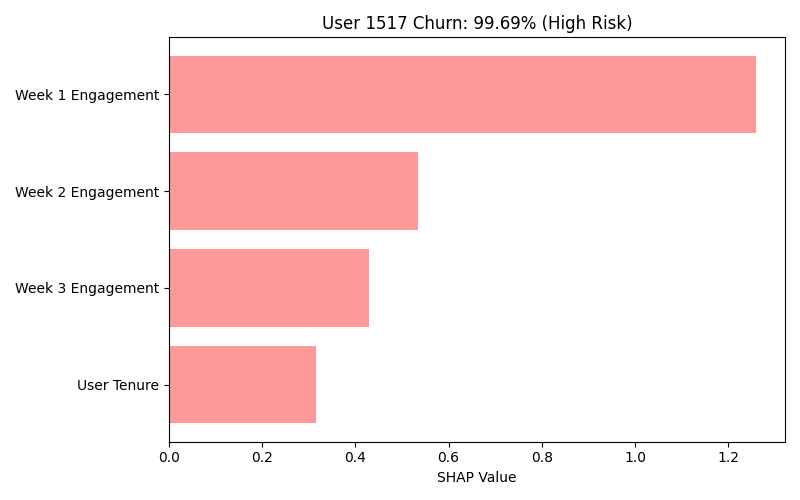 User 1517 Churn: 99.69% (High Risk)
Week 1 Engagement
Week 2 Engagement
Week 3 Engagement
User Tenure
0.0 0.2 0.4 0.6 0.8 1.0 1.2
SHAP Value